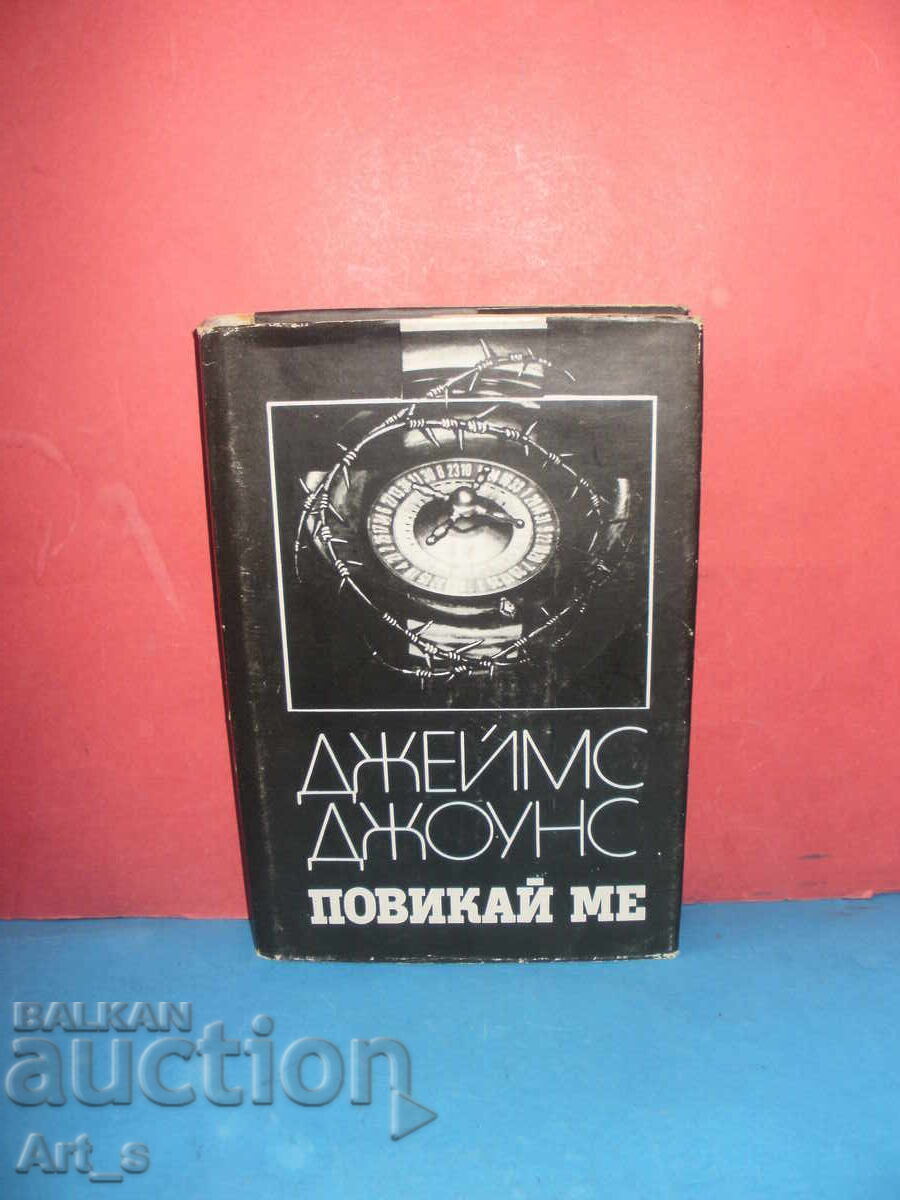 ДЖЕЙМС
ДЖОУНС
ПОВИКАЙ МЕ
BALKAN
auction
Art_s